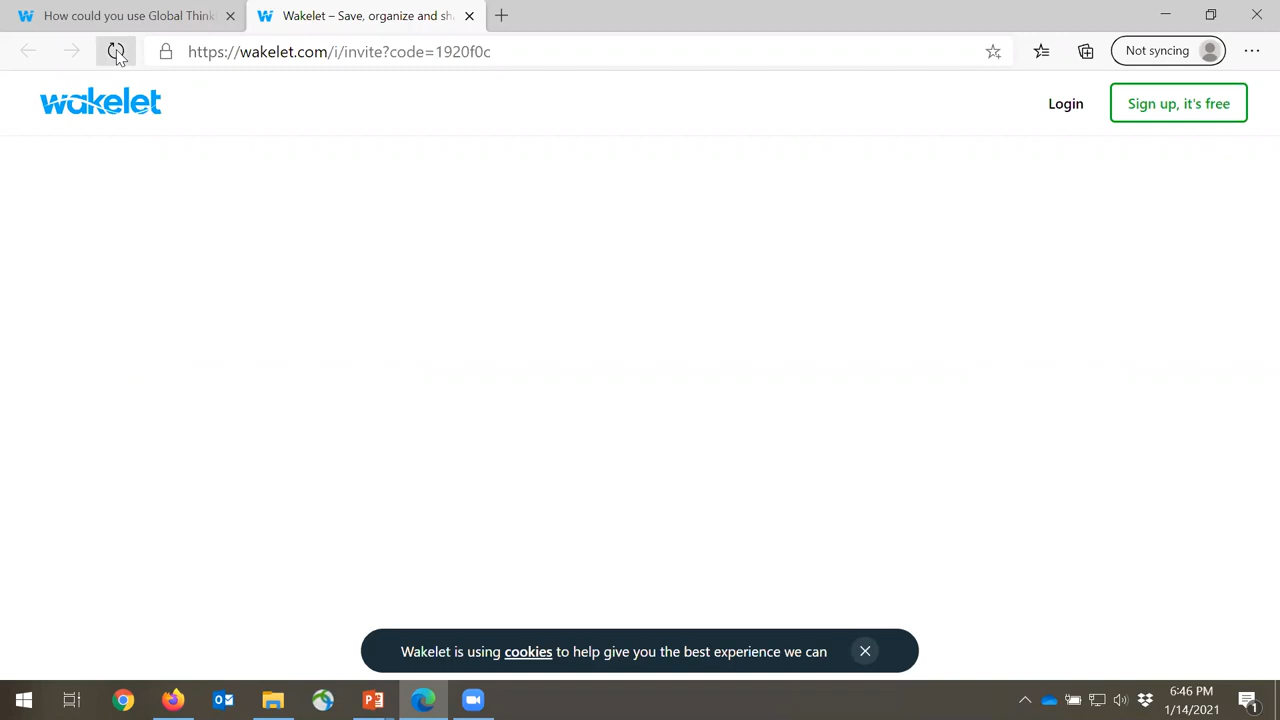 How could you use Global Think
Wakelet – Save, organize and sh
https://wakelet.com/i/invite?code=1920f0c
Not syncing
wakelet
Login
Sign up, it's free
Wakelet is using cookies to help give you the best experience we can
6:46 PM
1/14/2021
1